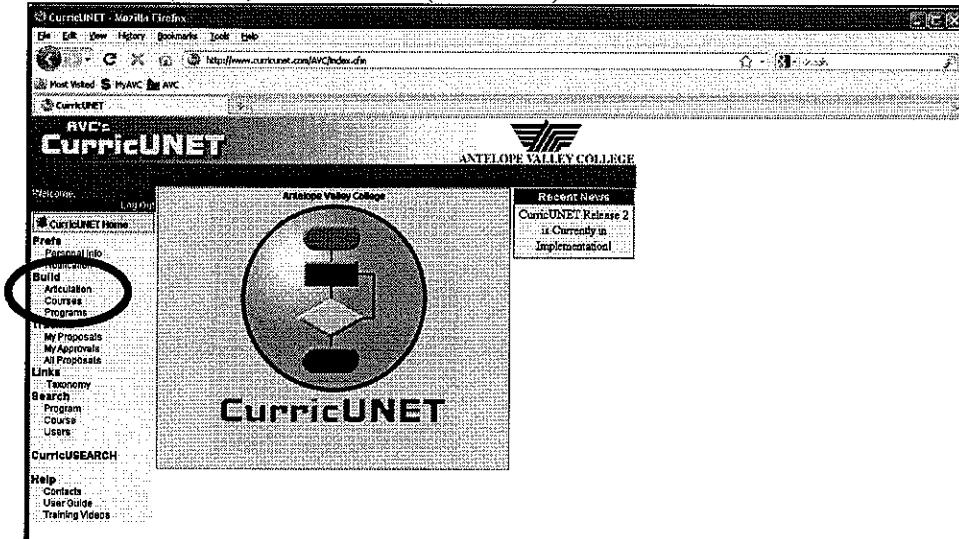 CurricUNET - Mozilla Firefox
File Edit View History Bookmarks Tools Help
http://www.curricunet.com/AVC/index.cfm
Most Visited MyAVC AVC
CurricUNET
AVC's
CurricUNET
ANTELOPE VALLEY COLLEGE
Welcome,
Log Out
CurricUNET Home
Prefs
Personal Info
Notification
Build
Articulation
Courses
Programs
My Proposals
My Approvals
All Proposals
Links
Taxonomy
Search
Program
Course
Users
CurricUSEARCH
Help
Contacts
User Guide
Training Videos
Antelope Valley College
CurricUNET
Recent News
CurricUNET Release 2
is Currently in
Implementation!